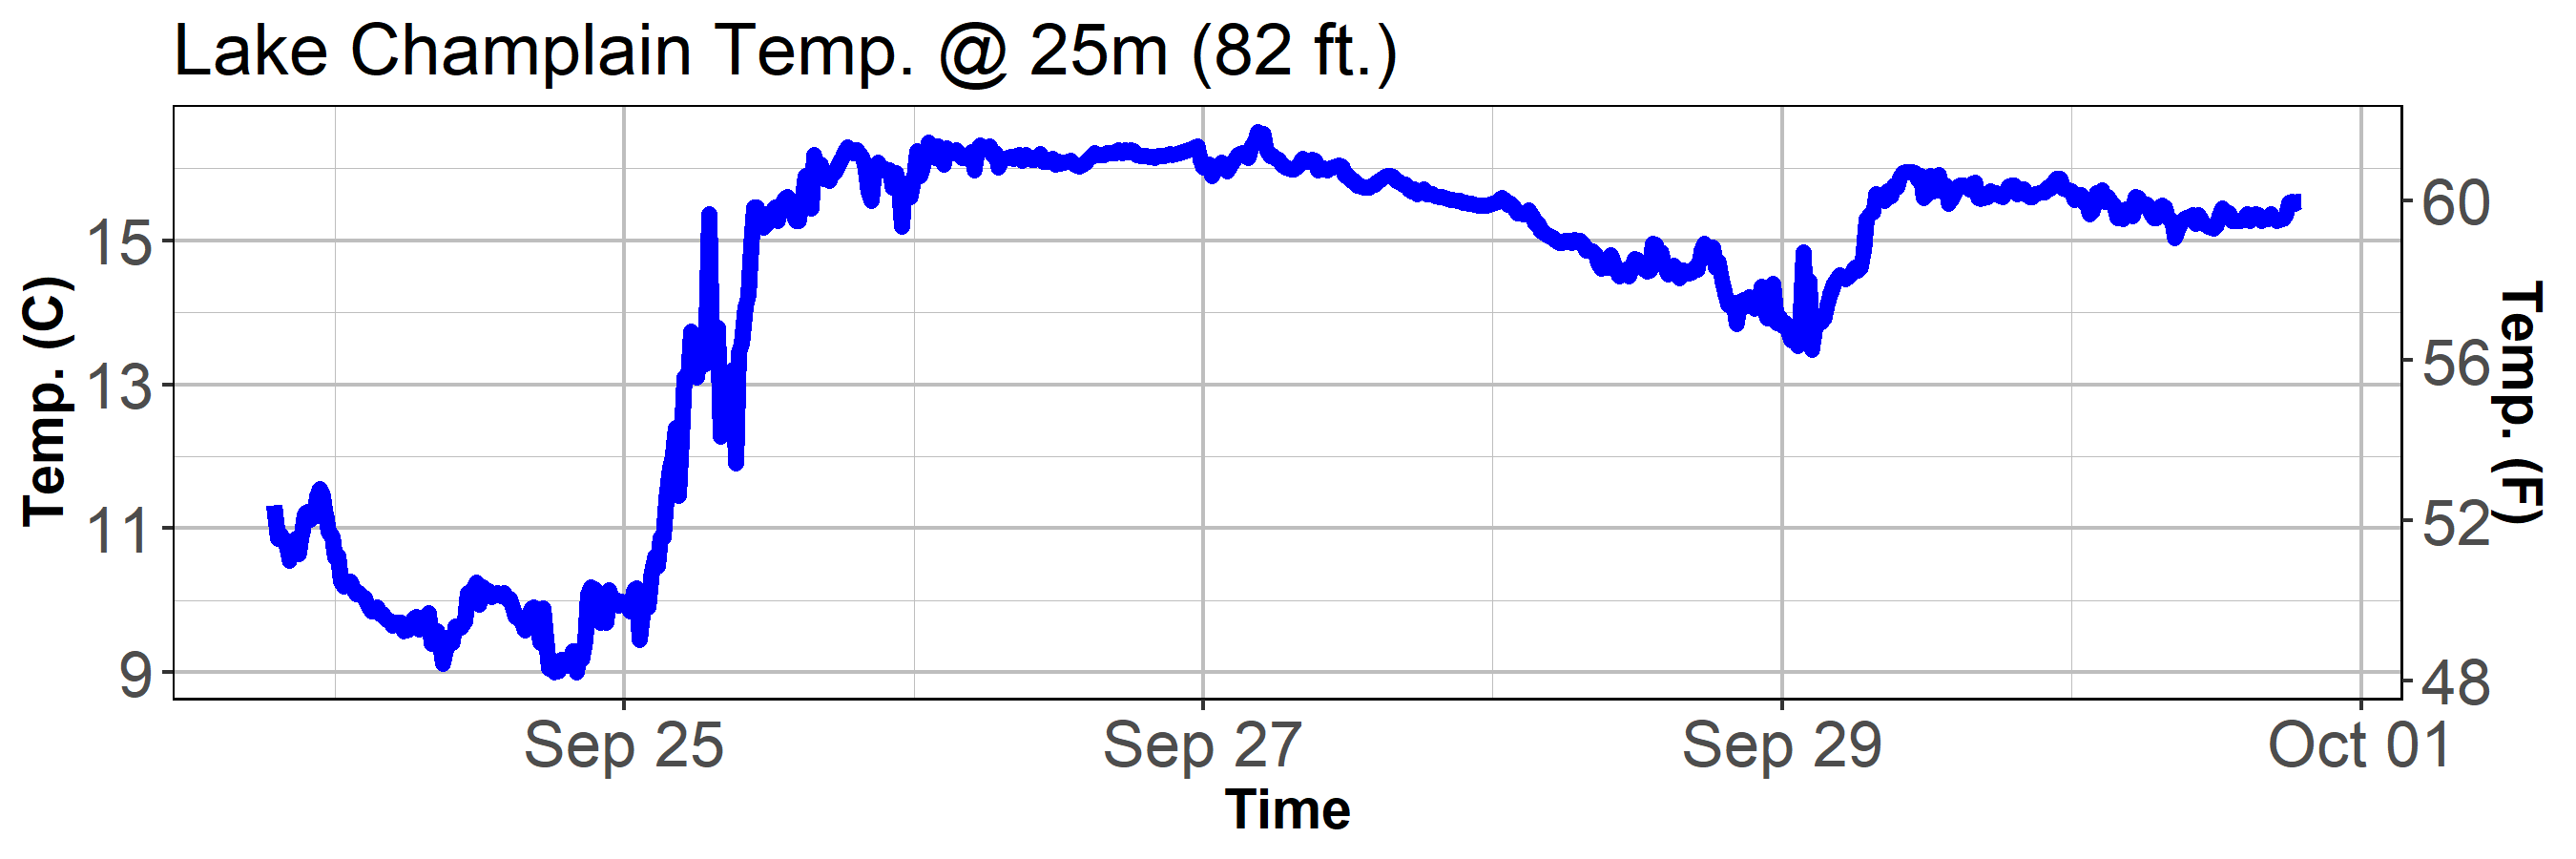 Lake Champlain Temp. @ 25m (82 ft.)
Temp. (C)
15
13
11
9
60
56
52
48
Temp. (F)
Sep 25
Sep 27
Sep 29
Oct 01
Time